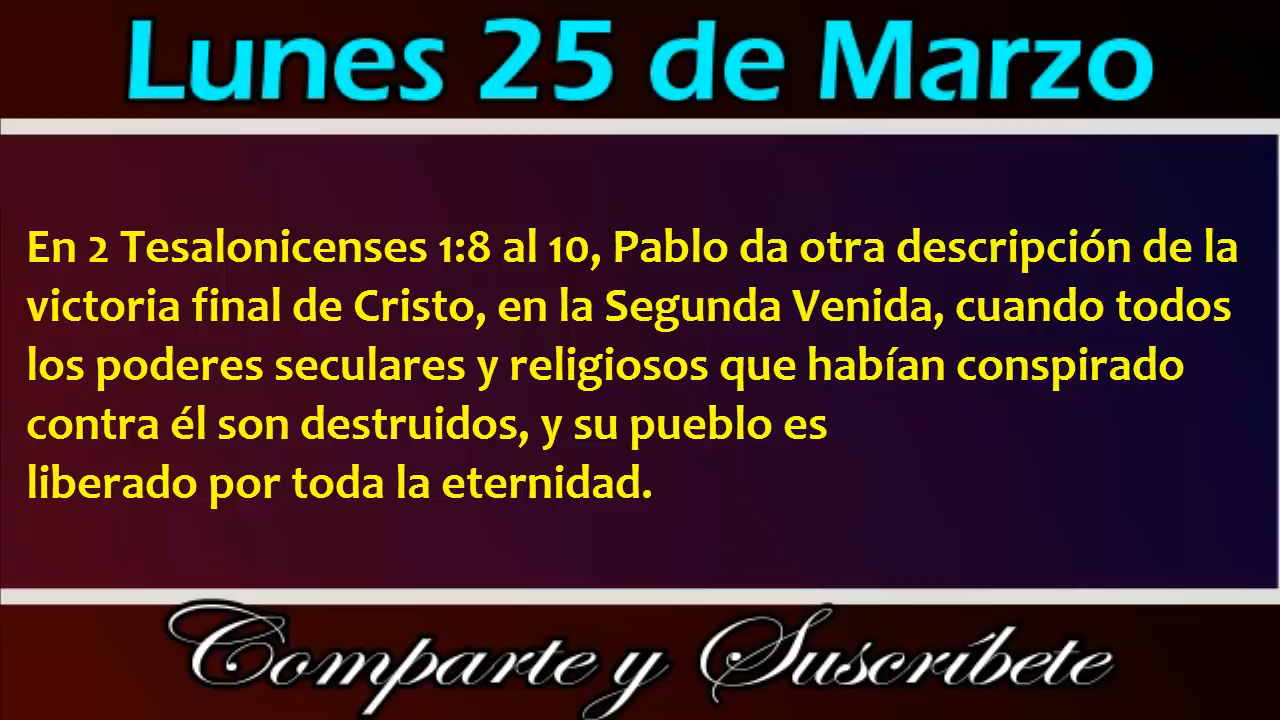 Lunes 25 de Marzo
En 2 Tesalonicenses 1:8 al 10, Pablo da otra descripción de la
victoria final de Cristo, en la Segunda Venida, cuando todos
los poderes seculares y religiosos que habían conspirado
contra él son destruidos, y su pueblo es
liberado por toda la eternidad.
Comparte y Suscríbete